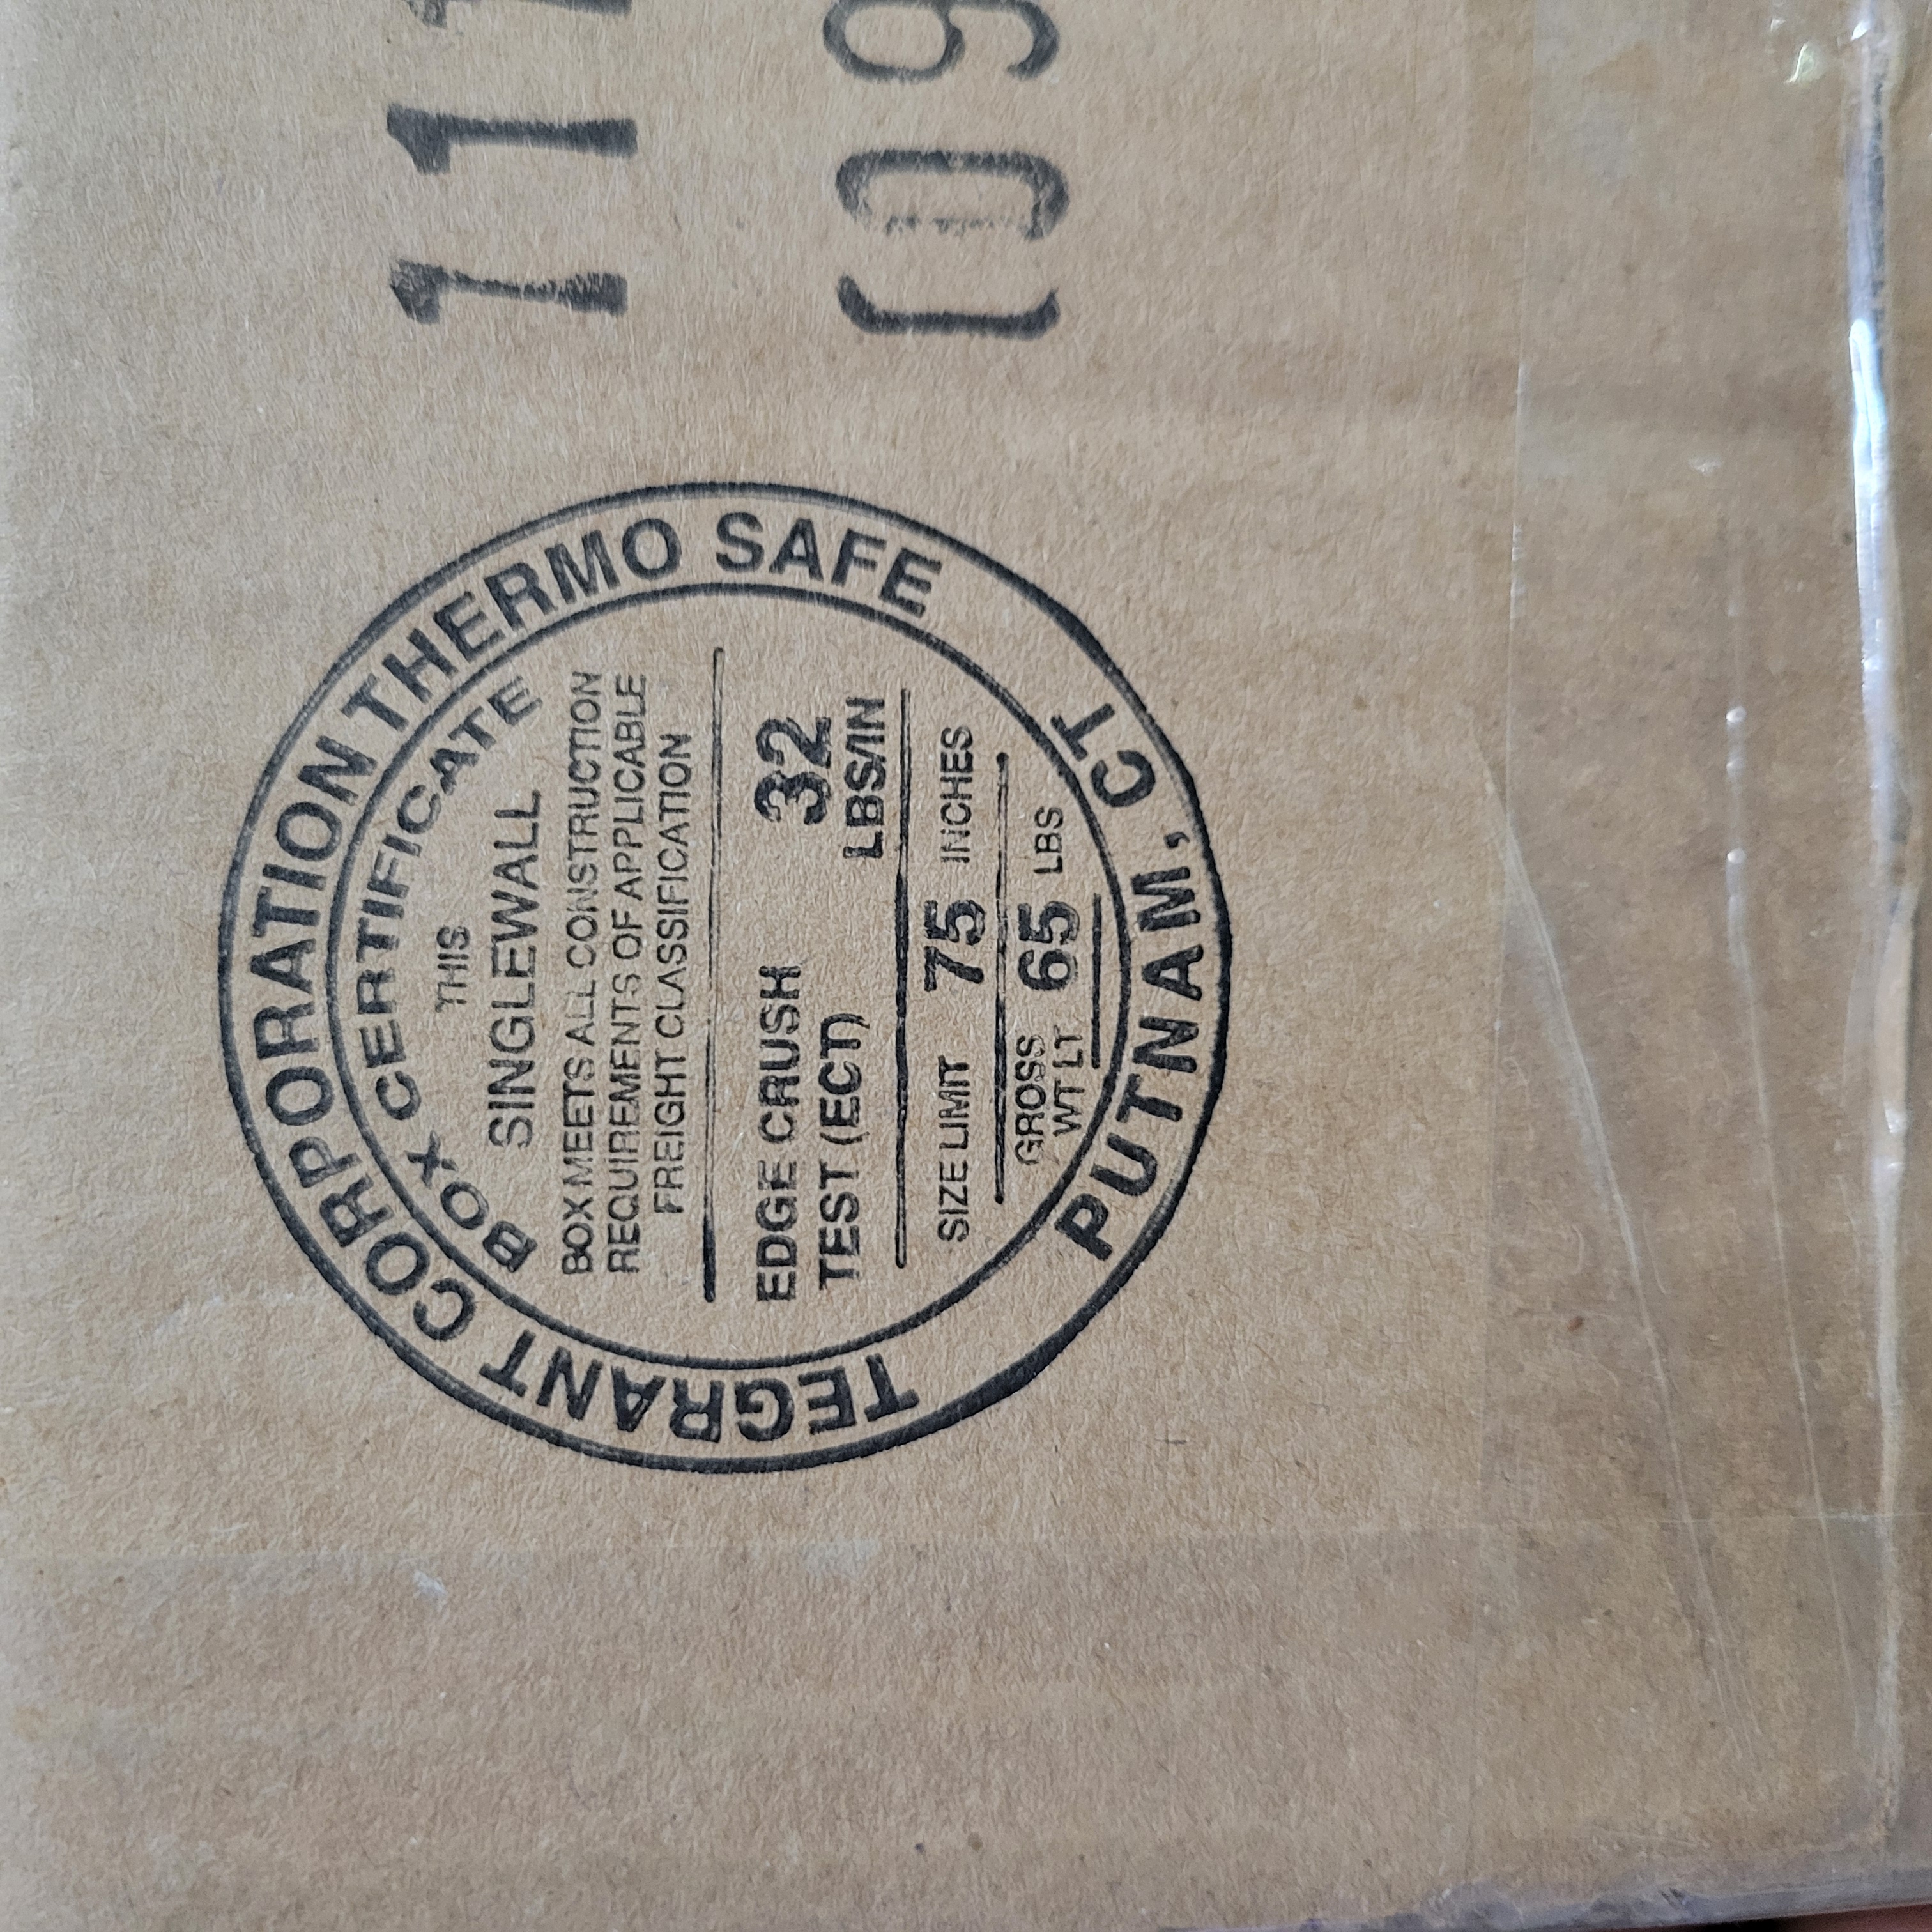 TEGRANT CORPORATION THERMO SAFE
BOX CERTIFICATE
THIS
SINGLEWALL
BOX MEETS ALL CONSTRUCTION
REQUIREMENTS OF APPLICABLE
FREIGHT CLASSIFICATION
EDGE CRUSH 32
TEST (ECT) LBS/IN
SIZE LIMIT 75 INCHES
GROSS
WT LT 65 LBS
PUTNAM, CT